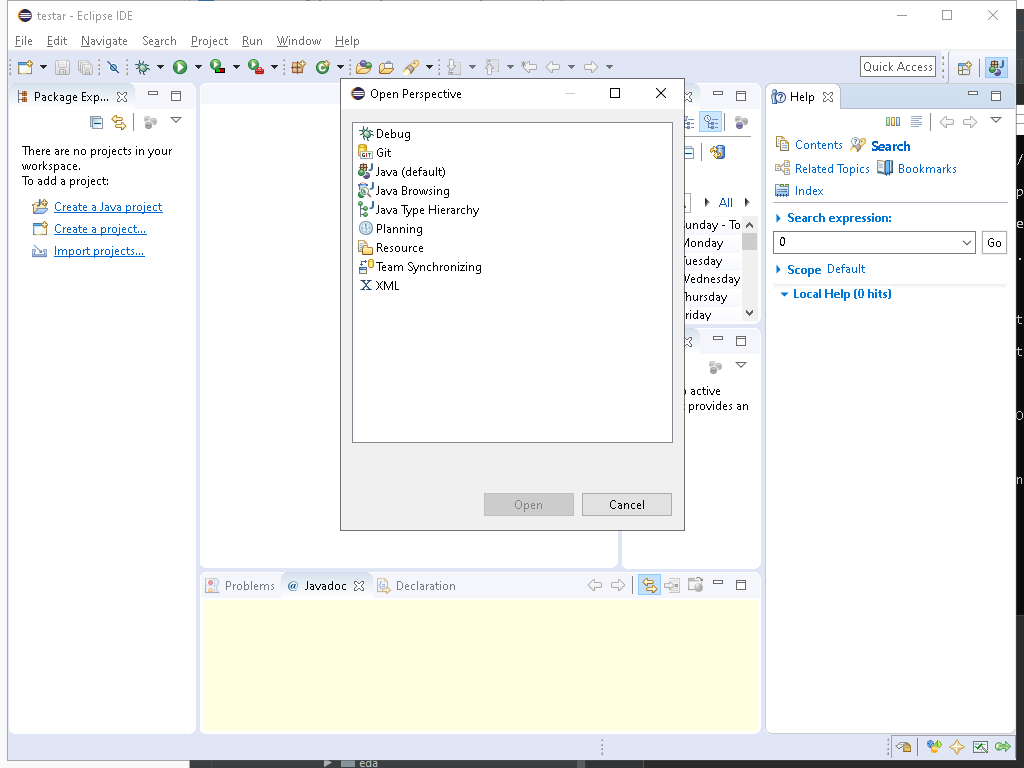 testar - Eclipse IDE
File Edit Navigate Search Project Run Window Help
Quick Access
Package Exp...
There are no projects in your
workspace.
To add a project:
Create a Java project
Create a project...
Import projects...
Open Perspective
Debug
Git
Java (default)
Java Browsing
Java Type Hierarchy
Planning
Resource
Team Synchronizing
XML
Open Cancel
All
Sunday - To
Monday
Tuesday
Wednesday
Thursday
Friday
active
provides an
Help
Contents Search
Related Topics Bookmarks
Index
Search expression:
0 Go
Scope Default
Local Help (0 hits)
Problems @ Javadoc Declaration
eda